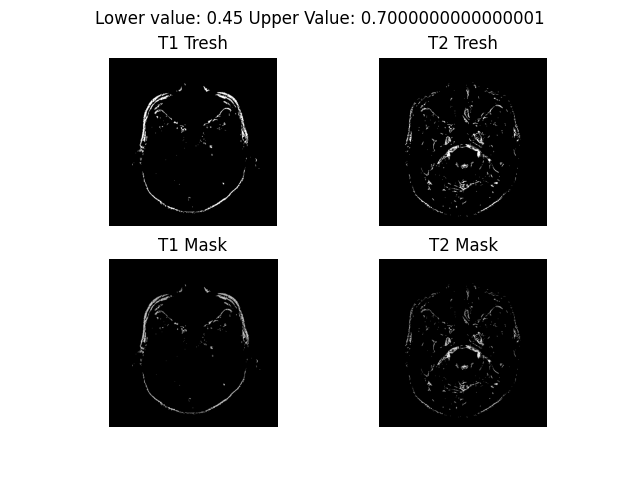 Lower value: 0.45 Upper Value: 0.7000000000000001
T1 Tresh
T2 Tresh
T1 Mask
T2 Mask